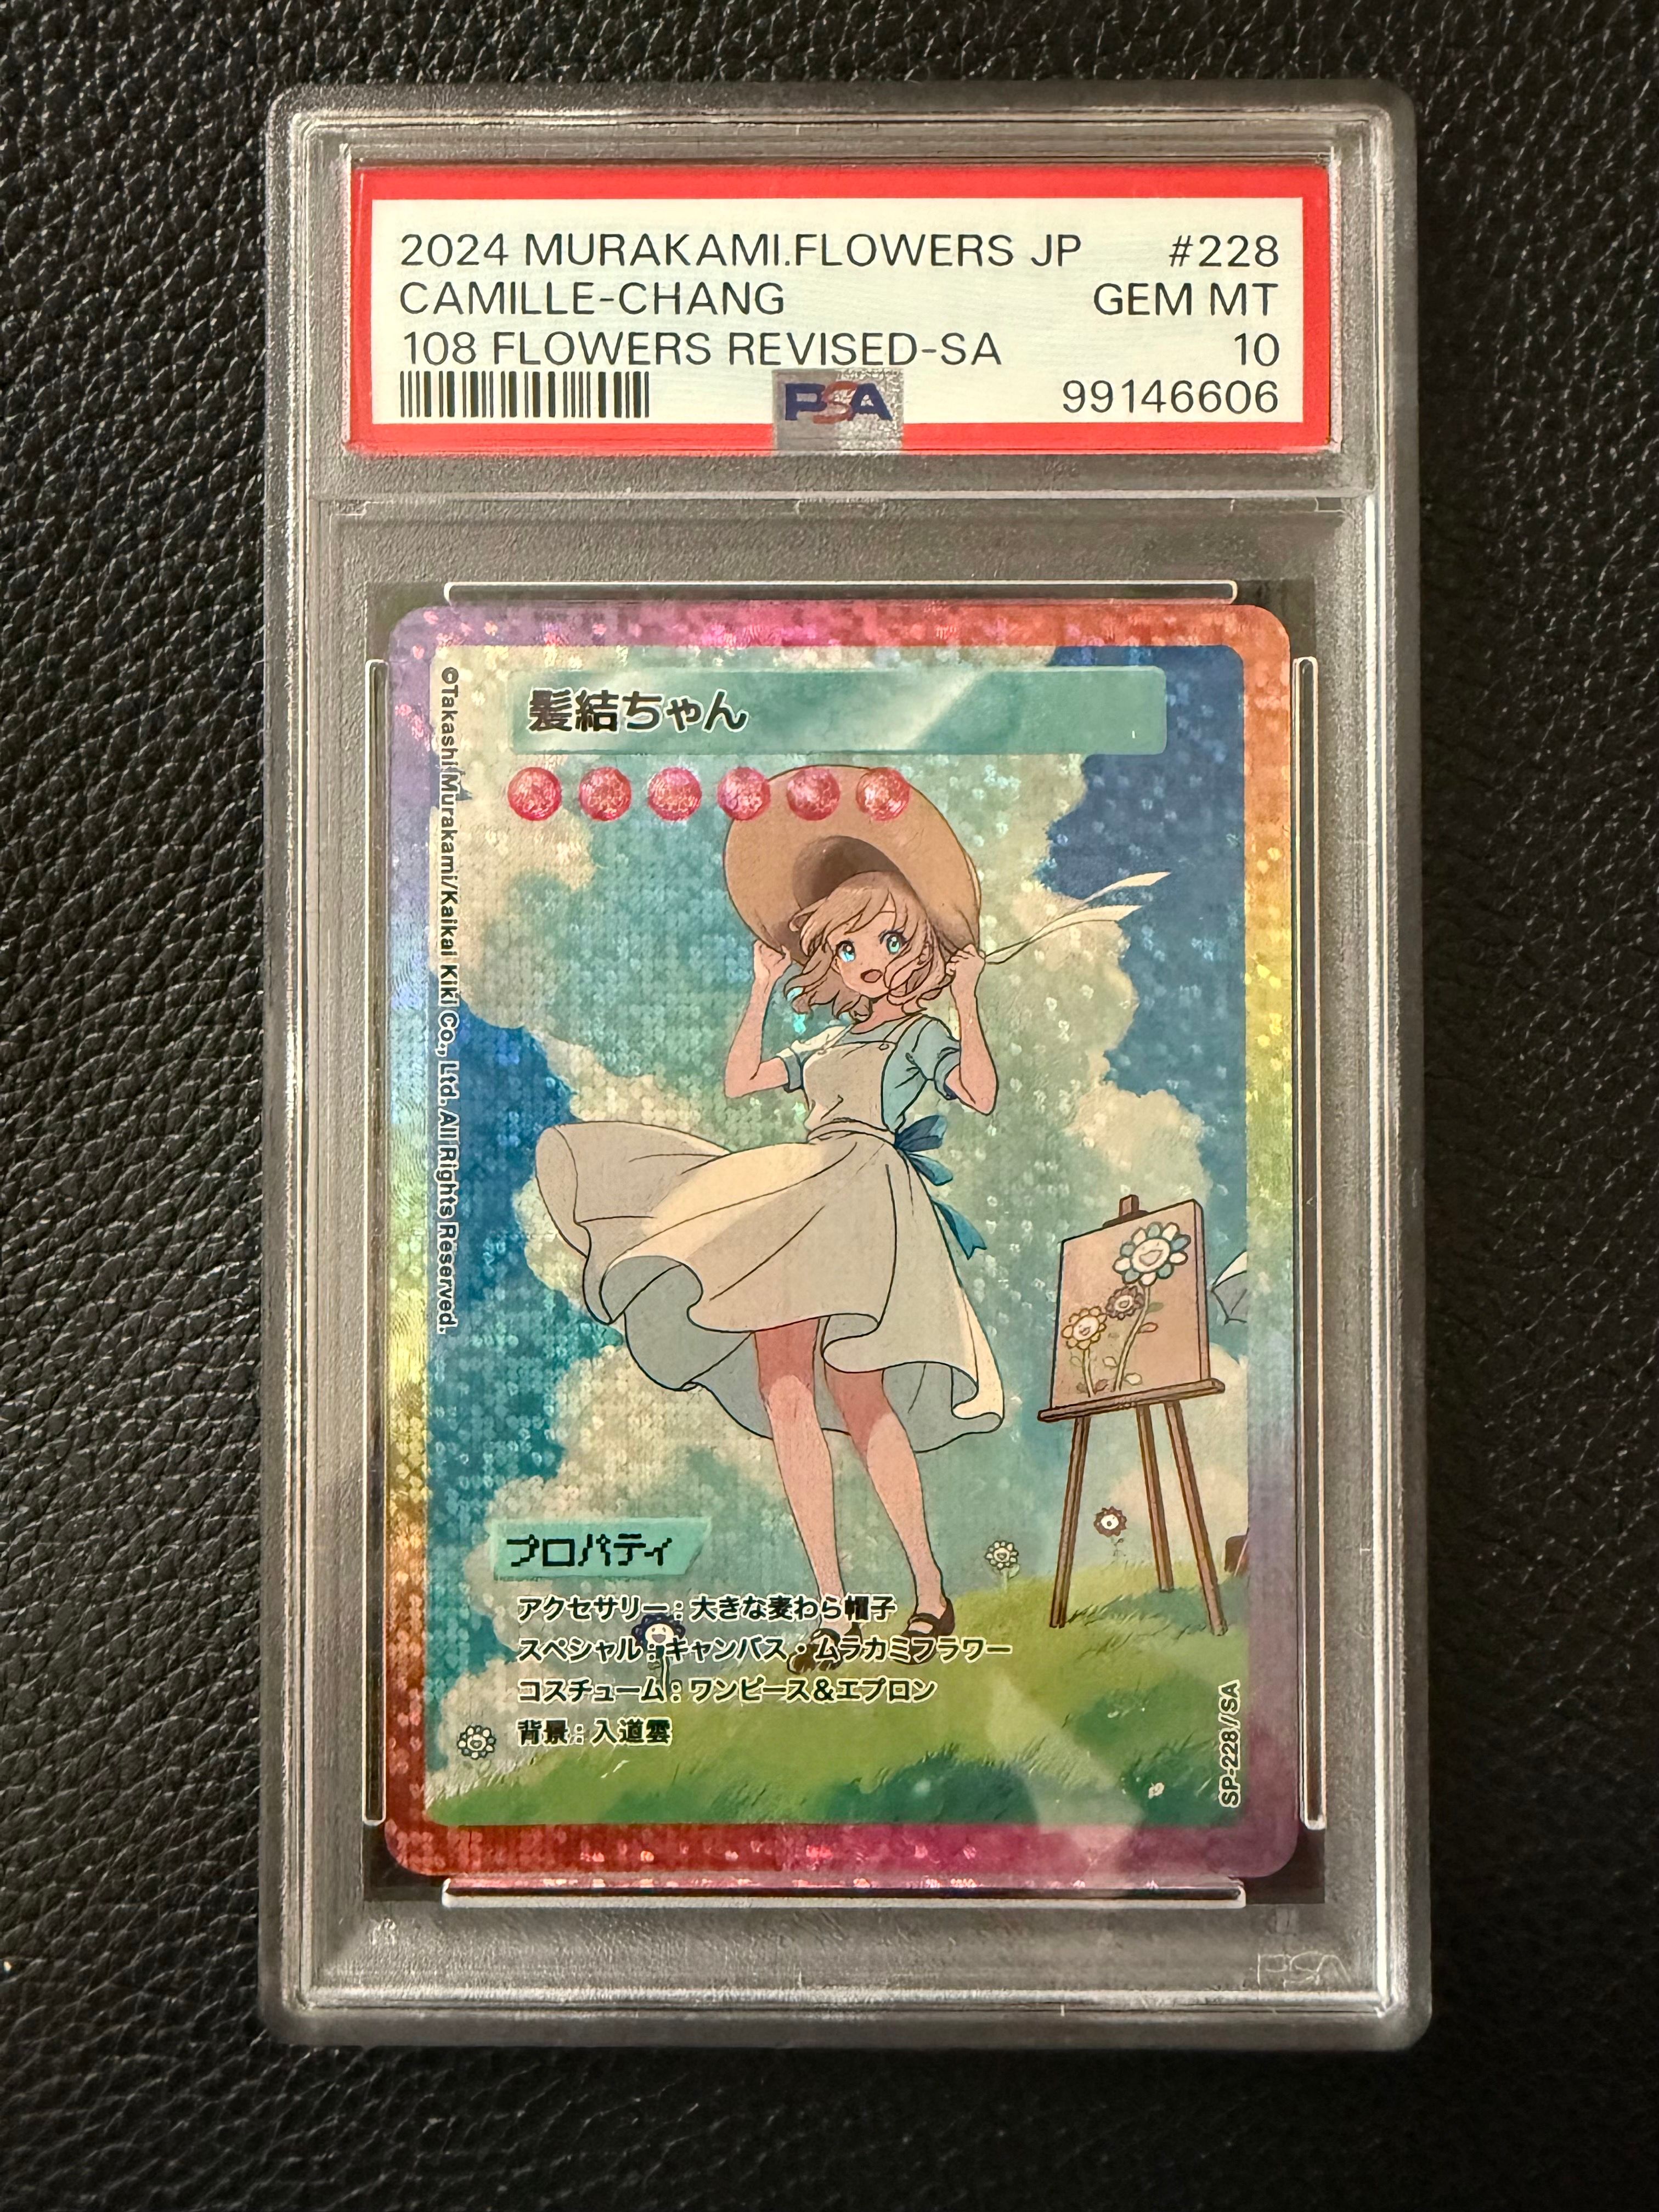 2024 MURAKAMI.FLOWERS JP #228
CAMILLE-CHANG GEM MT
108 FLOWERS REVISED-SA 10
PSA 99146606
髪結ちゃん
©Takashi Murakami/Kaikai Kiki Co., Ltd. All Rights Reserved.
プロパティ
アクセサリー：大きな麦わら帽子
スペシャル：キャンバス・ムラカミフラワー
コスチューム：ワンピース&エプロン
背景：入道雲
SP-228/SA
PSA